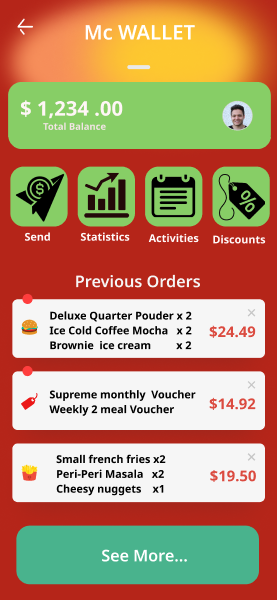 Mc WALLET
$ 1,234 .00
Total Balance
Send
Statistics
Activities
Discounts
Previous Orders
Deluxe Quarter Pouder x 2
Ice Cold Coffee Mocha x 2
Brownie ice cream x 2
$24.49
Supreme monthly Voucher
Weekly 2 meal Voucher
$14.92
Small french fries x2
Peri-Peri Masala x2
Cheesy nuggets x1
$19.50
See More...